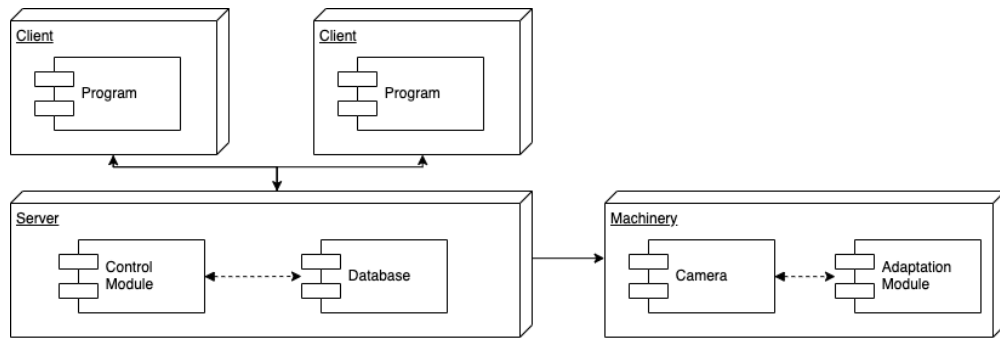 Client
Program
Client
Program
Server
Control
Module
Database
Machinery
Camera
Adaptation
Module